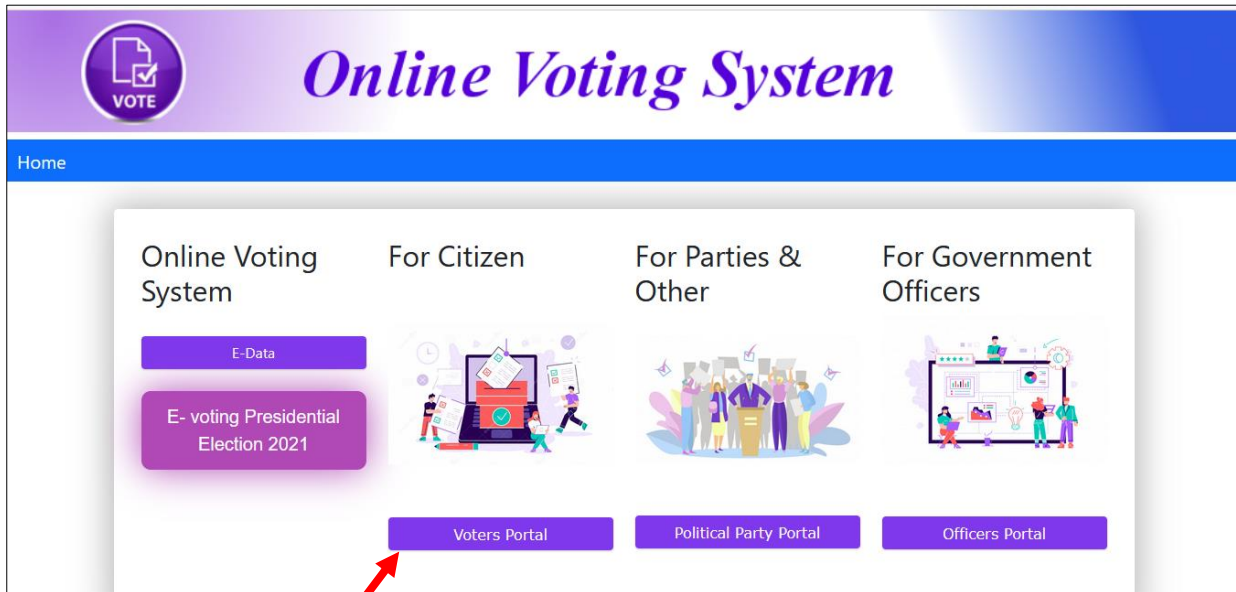 VOTE
Online Voting System
Home
Online Voting
System
E-Data
E- voting Presidential
Election 2021
For Citizen
Voters Portal
For Parties &
Other
Political Party Portal
For Government
Officers
Officers Portal